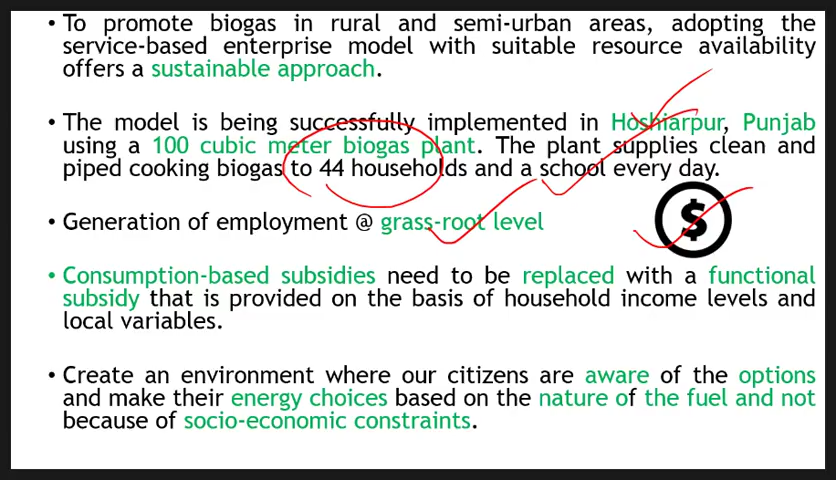 • To promote biogas in rural and semi-urban areas, adopting the
service-based enterprise model with suitable resource availability
offers a sustainable approach.
• The model is being successfully implemented in Hoshiarpur, Punjab
using a 100 cubic meter biogas plant. The plant supplies clean and
piped cooking biogas to 44 households and a school every day.
• Generation of employment @ grass-root level
$
• Consumption-based subsidies need to be replaced with a functional
subsidy that is provided on the basis of household income levels and
local variables.
• Create an environment where our citizens are aware of the options
and make their energy choices based on the nature of the fuel and not
because of socio-economic constraints.